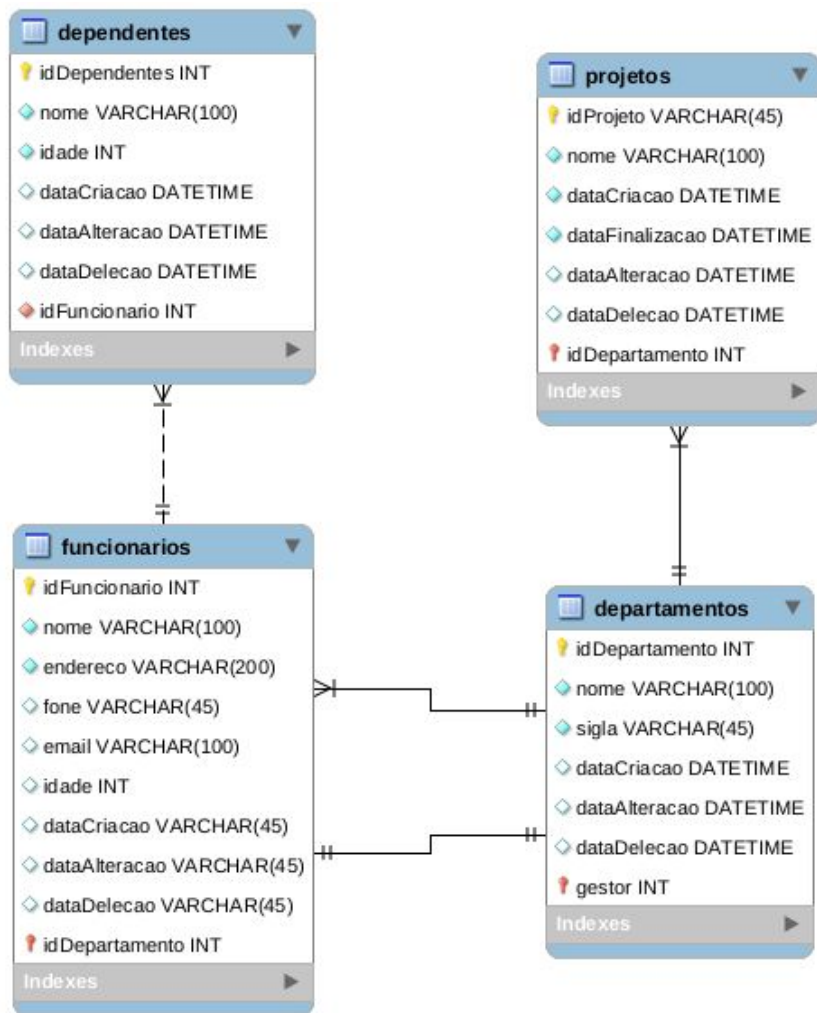 dependentes
idDependentes INT
nome VARCHAR(100)
idade INT
dataCriacao DATETIME
dataAlteracao DATETIME
dataDelecao DATETIME
idFuncionario INT
Indexes
projetos
idProjeto VARCHAR(45)
nome VARCHAR(100)
dataCriacao DATETIME
dataFinalizacao DATETIME
dataAlteracao DATETIME
dataDelecao DATETIME
idDepartamento INT
Indexes
funcionarios
idFuncionario INT
nome VARCHAR(100)
endereco VARCHAR(200)
fone VARCHAR(45)
email VARCHAR(100)
idade INT
dataCriacao VARCHAR(45)
dataAlteracao VARCHAR(45)
dataDelecao VARCHAR(45)
idDepartamento INT
Indexes
departamentos
idDepartamento INT
nome VARCHAR(100)
sigla VARCHAR(45)
dataCriacao DATETIME
dataAlteracao DATETIME
dataDelecao DATETIME
gestor INT
Indexes